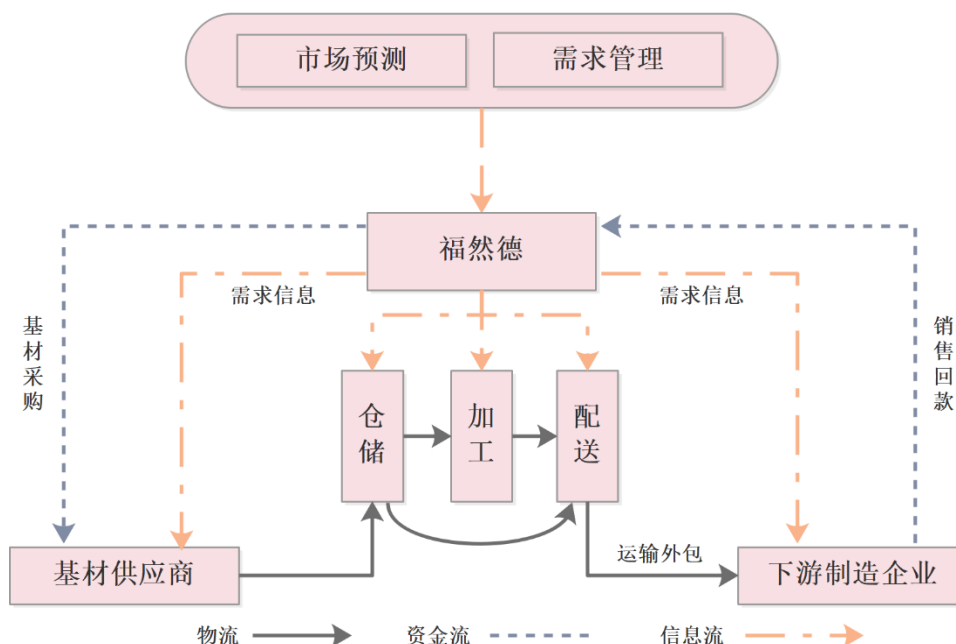 市场预测
需求管理
福然德
需求信息
需求信息
基材采购
销售回款
仓储
加工
配送
运输外包
基材供应商
下游制造企业
物流
资金流
信息流